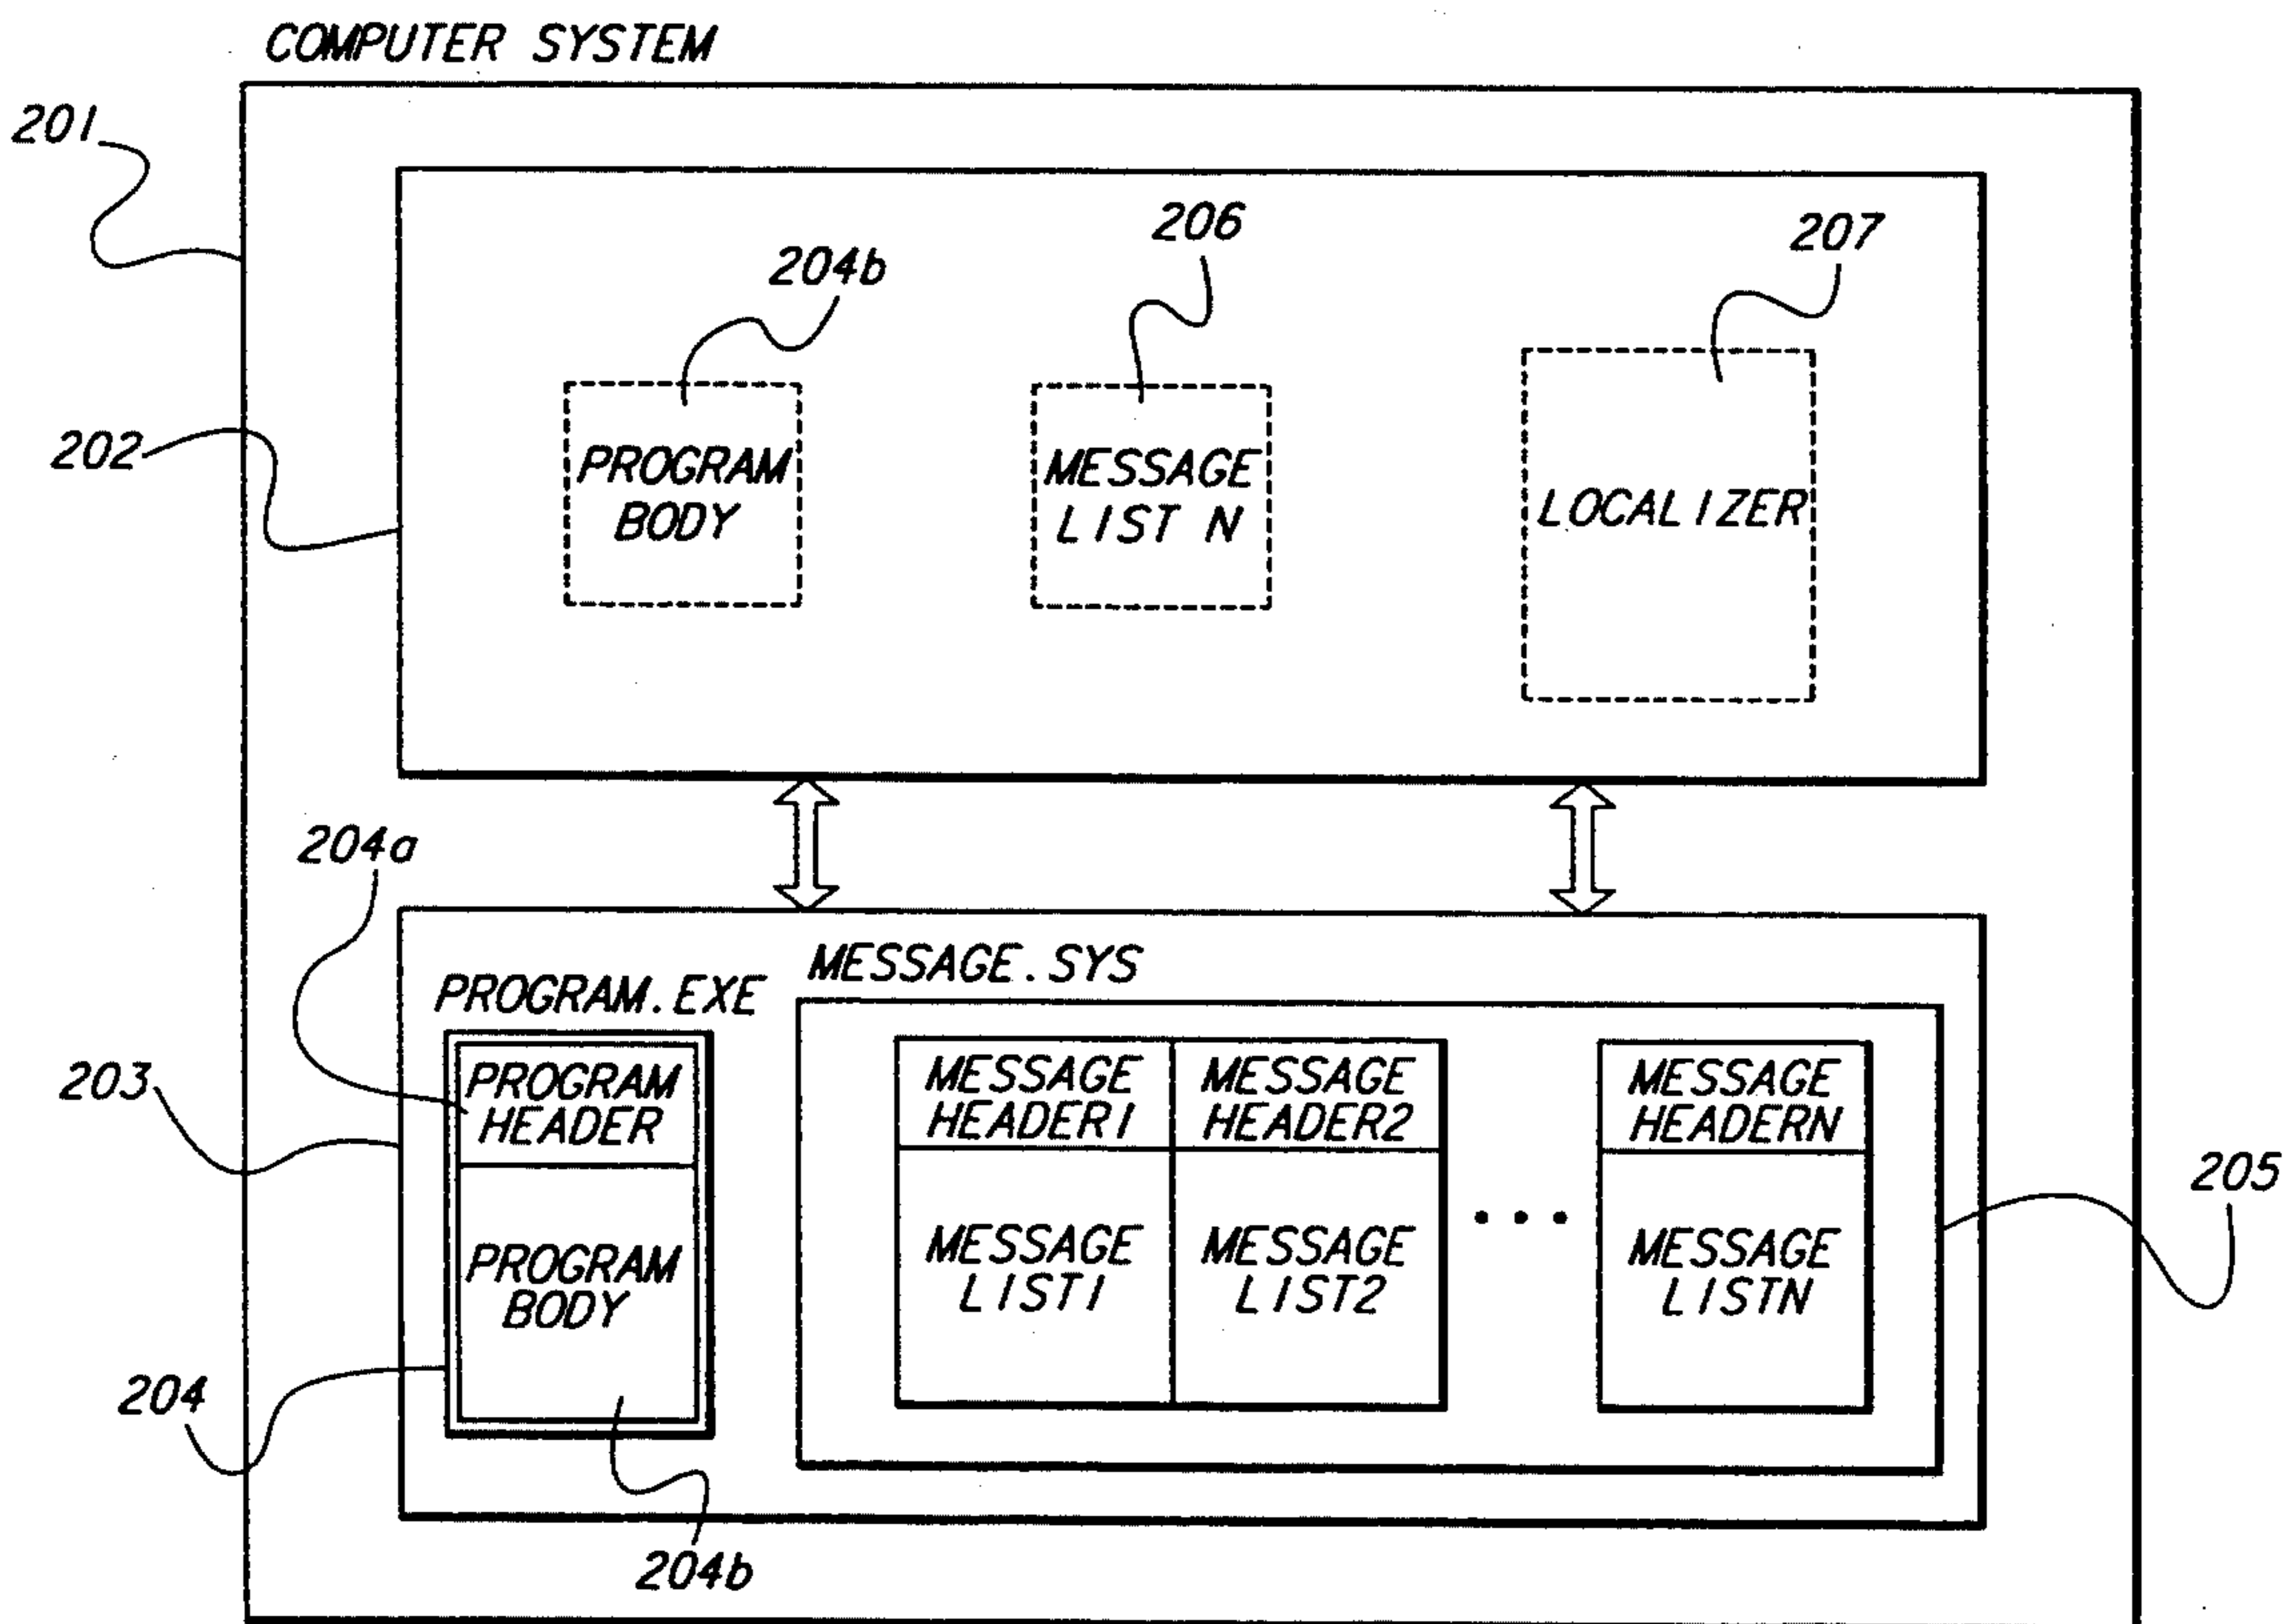 COMPUTER SYSTEM
201
206
207
204b
202
PROGRAM
BODY
MESSAGE
LIST N
LOCALIZER
204a
MESSAGE.SYS
PROGRAM.EXE
203
PROGRAM
HEADER
MESSAGE
HEADER1
MESSAGE
HEADER2
MESSAGE
HEADERN
205
PROGRAM
BODY
MESSAGE
LIST1
MESSAGE
LIST2
• • •
MESSAGE
LISTN
204
204b